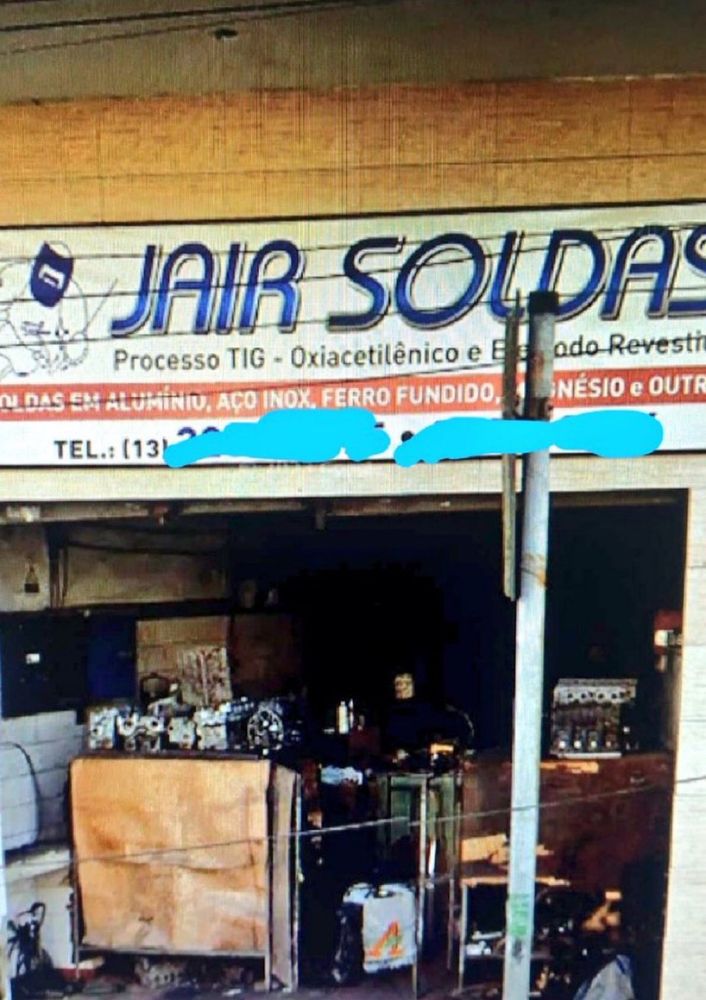 JAIR SOLDAS
Processo TIG - Oxiacetilênico e
SOLDAS EM ALUMÍNIO, AÇO INOX, FERRO FUNDIDO, e
TEL.: (13)